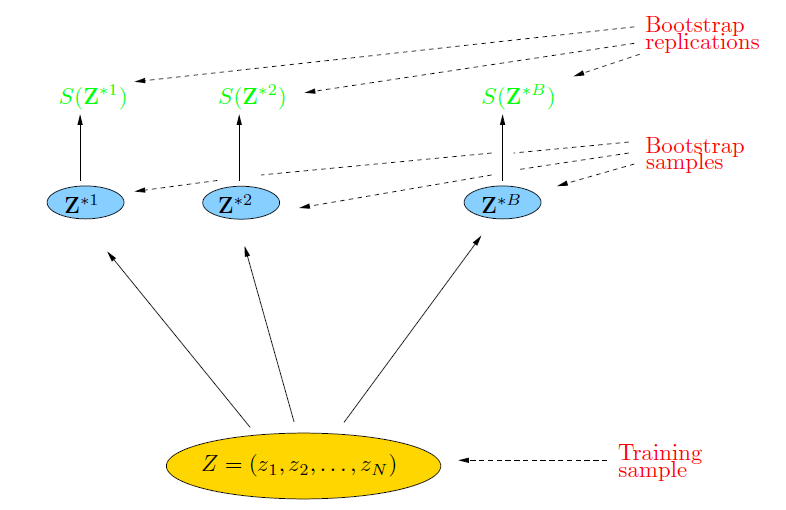 Bootstrap
replications
S(Z*1) S(Z*2) S(Z*B)
Bootstrap
samples
Z*1 Z*2 Z*B
Z = (z1, z2, . . . , zN)
Training
sample